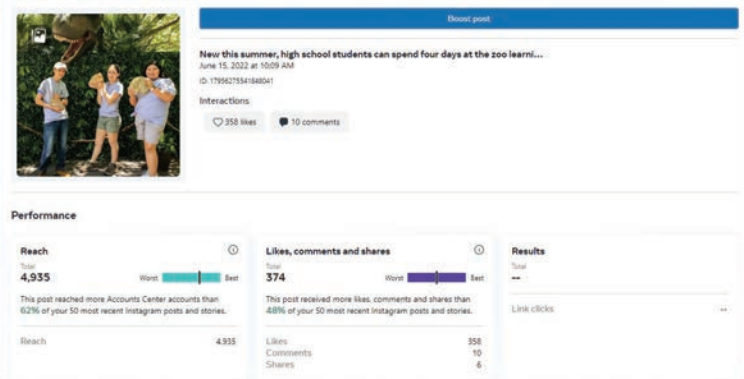 Boost post
New this summer, high school students can spend four days at the zoo learni...
June 15, 2022 at 10:09 AM
ID: 17956275541848041
Interactions
358 likes
10 comments
Performance
Reach
Total
4,935
Worst Best
This post reached more Accounts Center accounts than
62% of your 50 most recent Instagram posts and stories.
Reach 4,935
Likes, comments and shares
Total
374
Worst Best
This post received more likes, comments and shares than
48% of your 50 most recent Instagram posts and stories.
Likes 358
Comments 10
Shares 6
Results
Total
--
Link clicks --